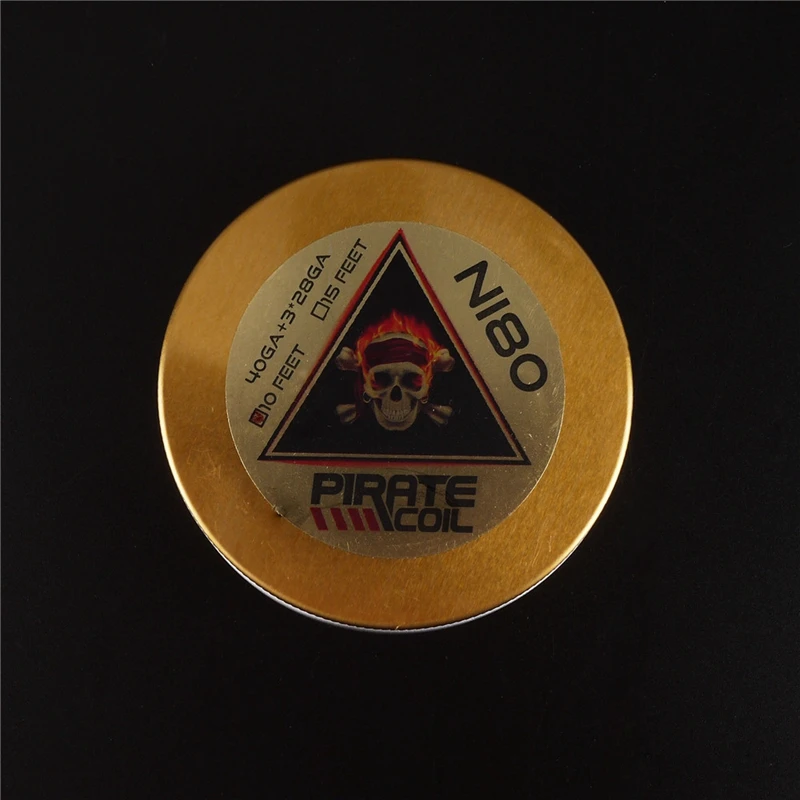 40GA+3*28GA
10 FEET
15 FEET
NI80
PIRATE
COIL